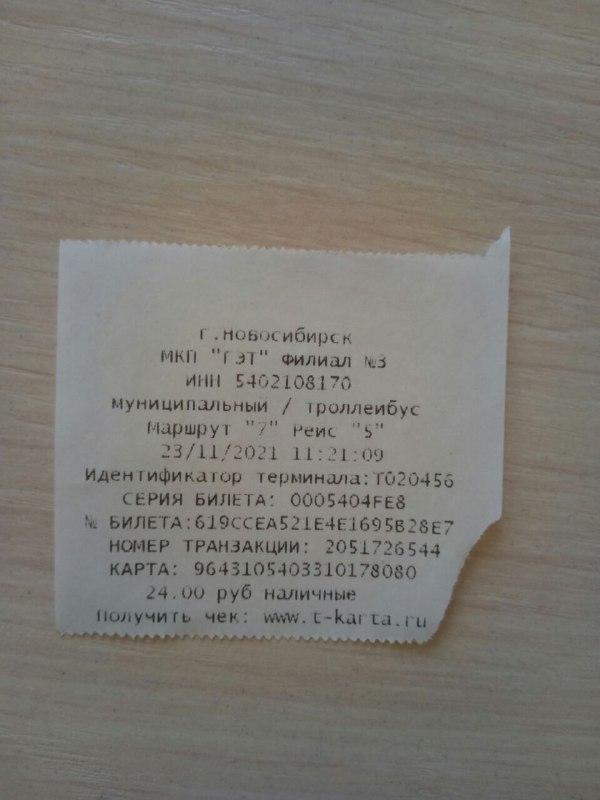 г.Новосибирск
МКП "ГЭТ" Филиал №3
ИНН 5402108170
муниципальный / троллейбус
Маршрут "7" Рейс "5"
23/11/2021 11:21:09
Идентификатор терминала:T020456
СЕРИЯ БИЛЕТА: 0005404FE8
№ БИЛЕТА:619CCEA521E4E1695B28E7
НОМЕР ТРАНЗАКЦИИ: 2051726544
КАРТА: 9643105403310178080
24.00 руб наличные
Получить чек: www.t-karta.ru